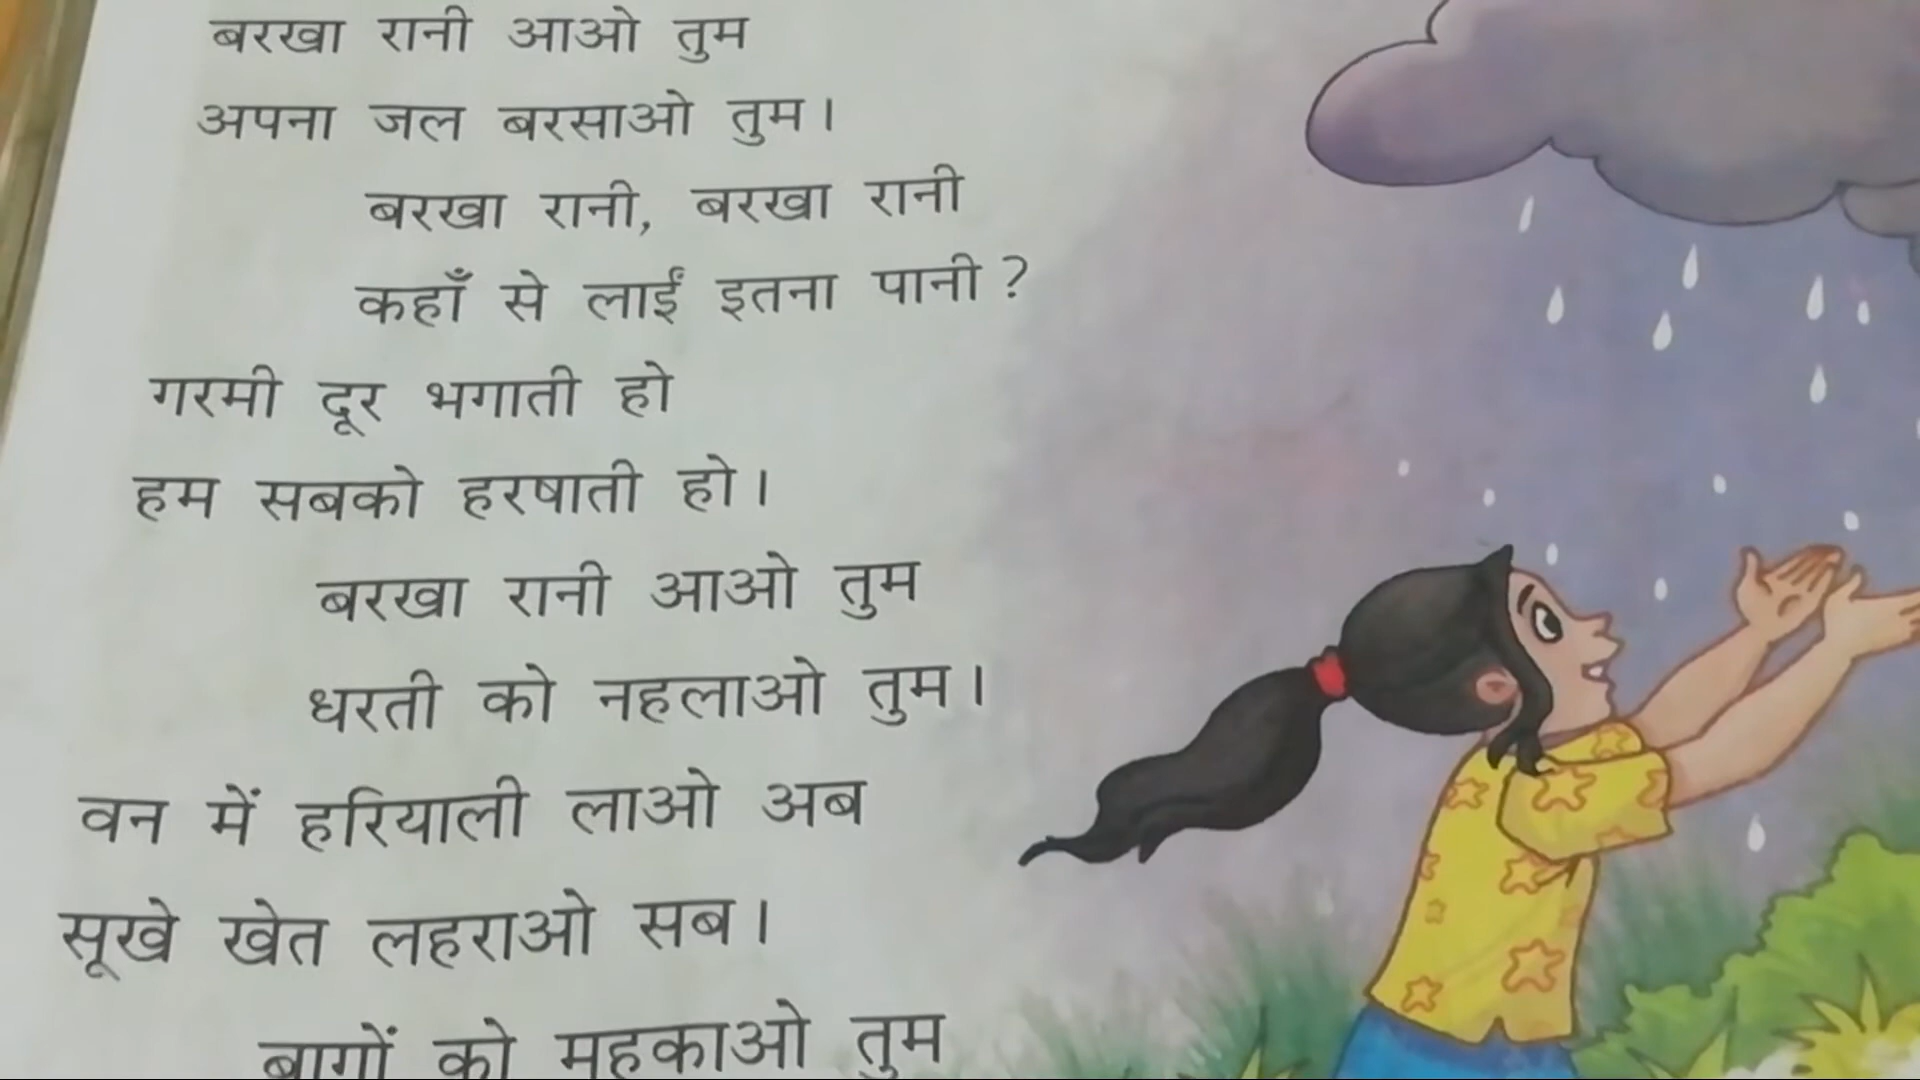 बरखा रानी आओ तुम
अपना जल बरसाओ तुम।
बरखा रानी, बरखा रानी
कहाँ से लाईं इतना पानी?
गरमी दूर भगाती हो
हम सबको हरषाती हो।
बरखा रानी आओ तुम
धरती को नहलाओ तुम।
वन में हरियाली लाओ अब
सूखे खेत लहराओ सब।
बागों को महकाओ तुम